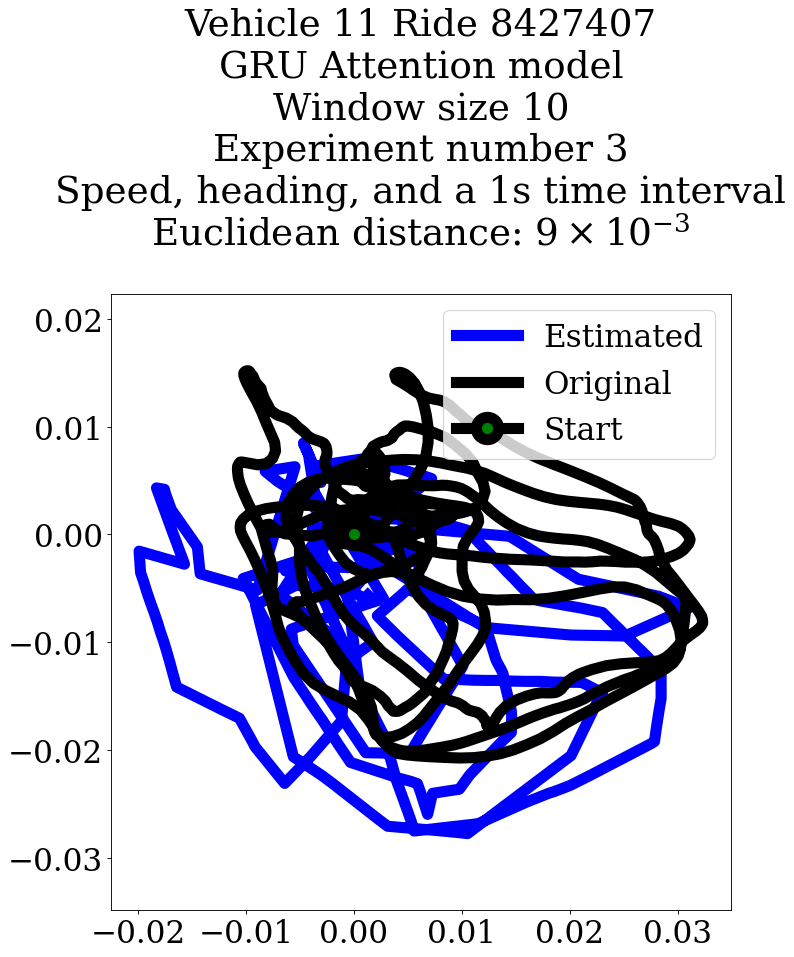 Vehicle 11 Ride 8427407
GRU Attention model
Window size 10
Experiment number 3
Speed, heading, and a 1s time interval
Euclidean distance: 9 × 10⁻³
Estimated
Original
Start
0.02
0.01
0.00
−0.01
−0.02
−0.03
−0.02 −0.01 0.00 0.01 0.02 0.03